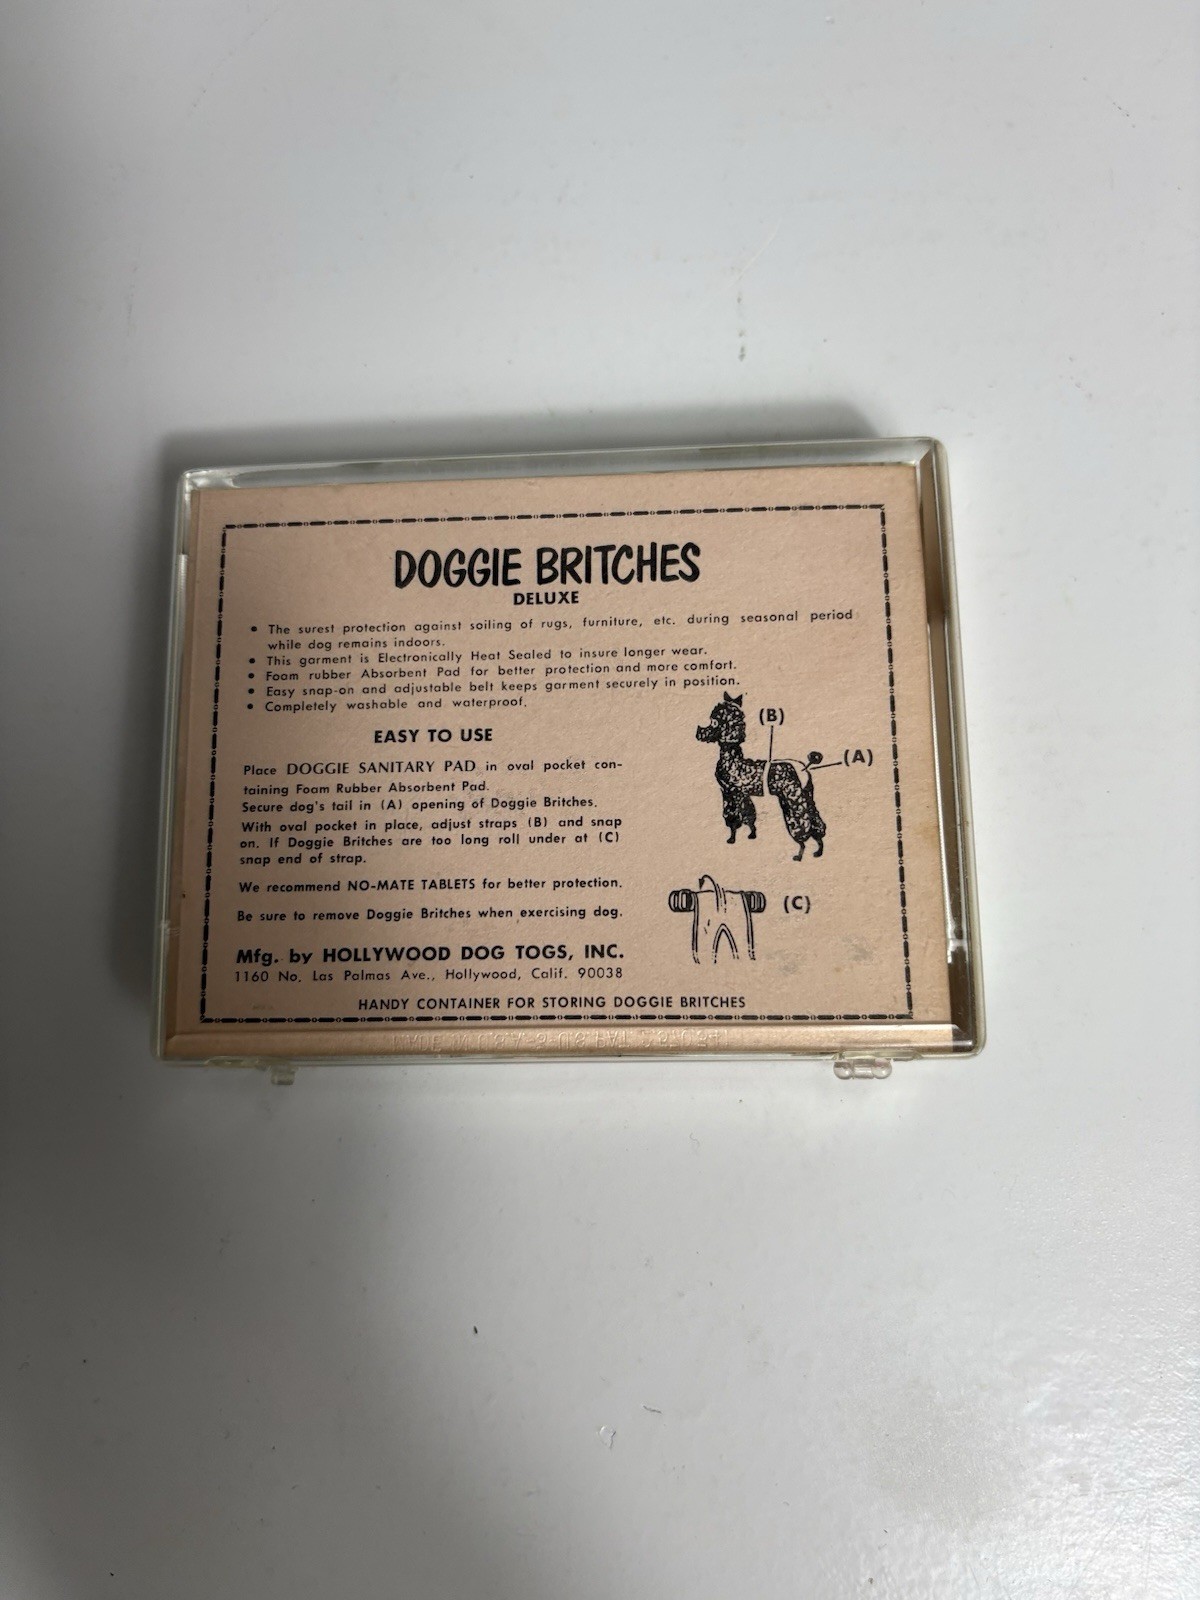 DOGGIE BRITCHES
DELUXE
• The surest protection against soiling of rugs, furniture, etc. during seasonal period
while dog remains indoors.
• This garment is Electronically Heat Sealed to insure longer wear.
• Foam rubber Absorbent Pad for better protection and more comfort.
• Easy snap-on and adjustable belt keeps garment securely in position.
• Completely washable and waterproof.
EASY TO USE
Place DOGGIE SANITARY PAD in oval pocket con-
taining Foam Rubber Absorbent Pad.
Secure dog's tail in (A) opening of Doggie Britches.
With oval pocket in place, adjust straps (B) and snap
on. If Doggie Britches are too long roll under at (C)
snap end of strap.
We recommend NO-MATE TABLETS for better protection.
Be sure to remove Doggie Britches when exercising dog.
(B)
(A)
(C)
Mfg. by HOLLYWOOD DOG TOGS, INC.
1160 No. Las Palmas Ave., Hollywood, Calif. 90038
HANDY CONTAINER FOR STORING DOGGIE BRITCHES
MADE IN U.S.A.